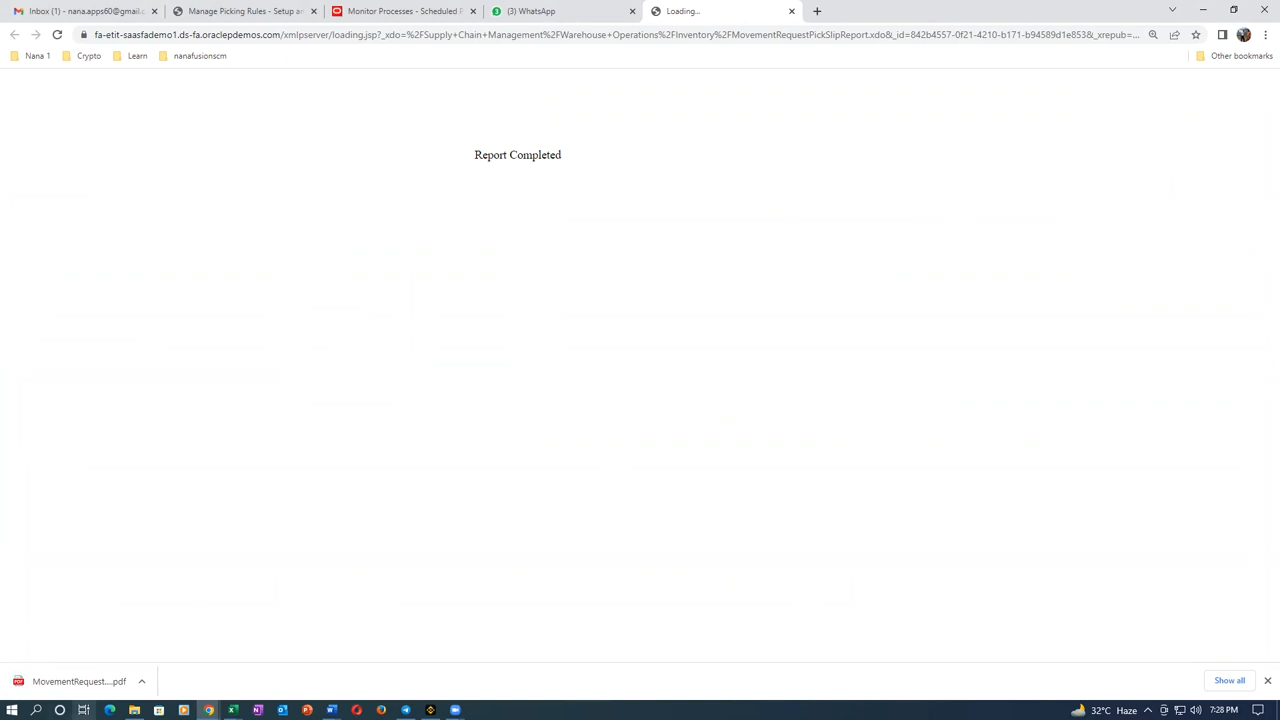 Inbox (1) - nana.apps60@gmail.c
Manage Picking Rules - Setup an
Monitor Processes - Scheduled P
(3) WhatsApp
Loading...
fa-etit-saasfademo1.ds-fa.oraclepdemos.com/xmlpserver/loading.jsp?_xdo=%2FSupply+Chain+Management%2FWarehouse+Operations%2FInventory%2FMovementRequestPickSlipReport.xdo&_id=842b4557-0f21-4210-b171-b94589d1e853&_xrepub=...
Nana 1
Crypto
Learn
nanafusionscm
Other bookmarks
Report Completed
MovementRequest....pdf
Show all
32°C Haze
7:28 PM